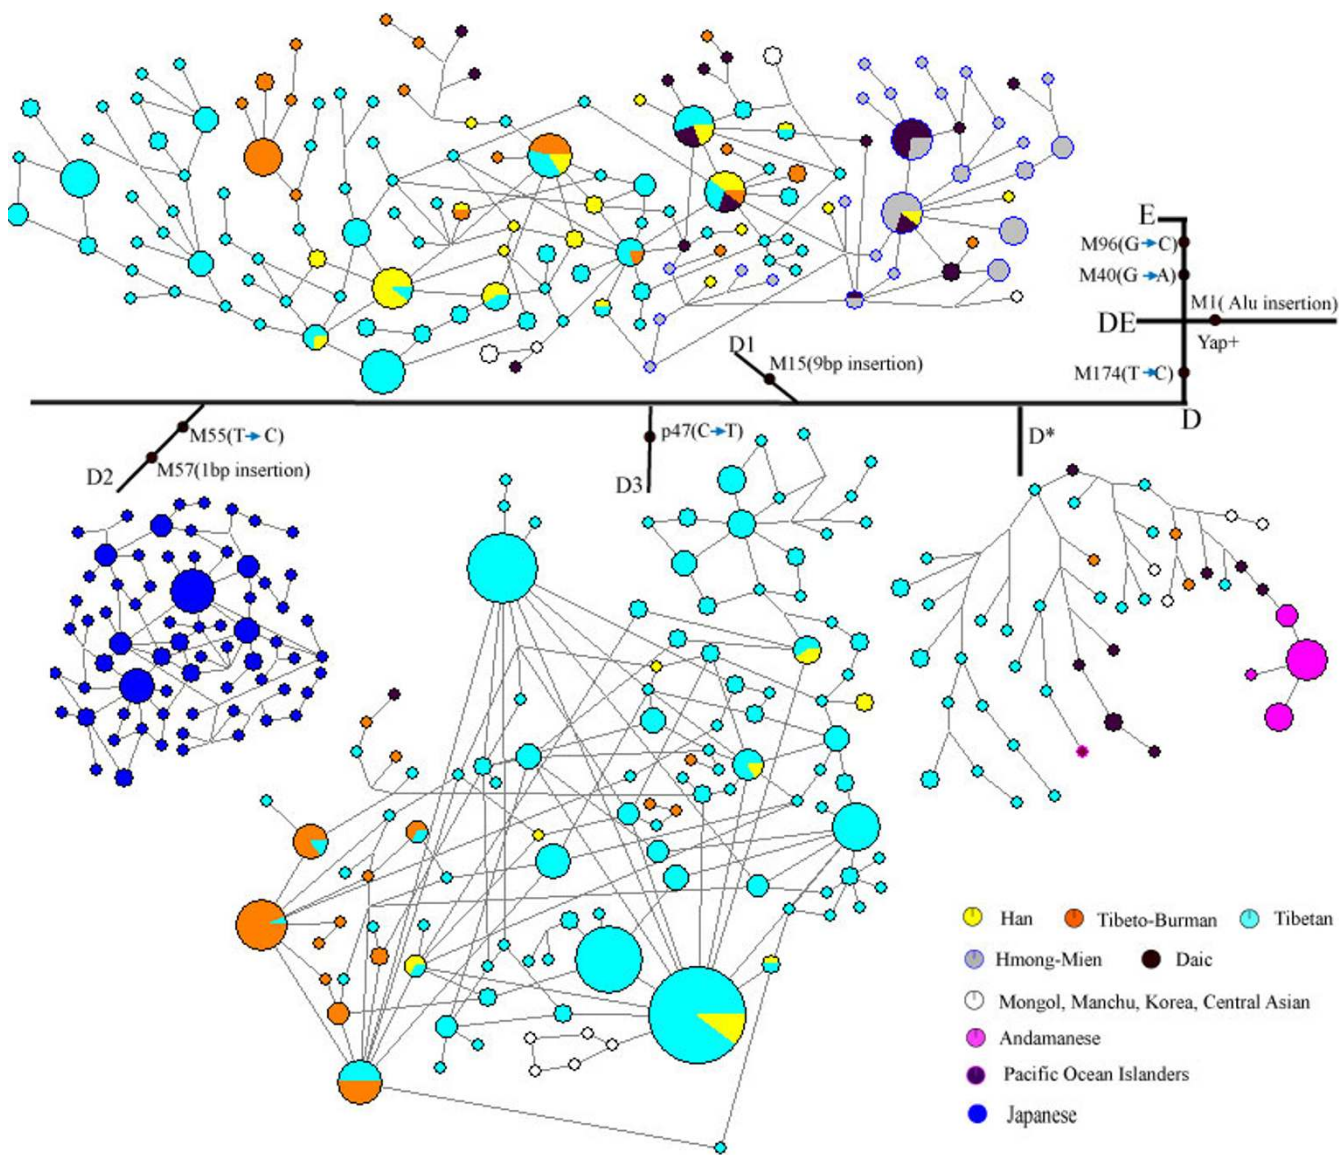 E
M96(G→C)
M40(G→A)
M1( Alu insertion)
DE
Yap+
D1
M15(9bp insertion)
M174(T→C)
D
M55(T→C)
p47(C→T)
D*
M57(1bp insertion)
D2
D3
Han Tibeto-Burman Tibetan
Hmong-Mien Daic
Mongol, Manchu, Korea, Central Asian
Andamanese
Pacific Ocean Islanders
Japanese